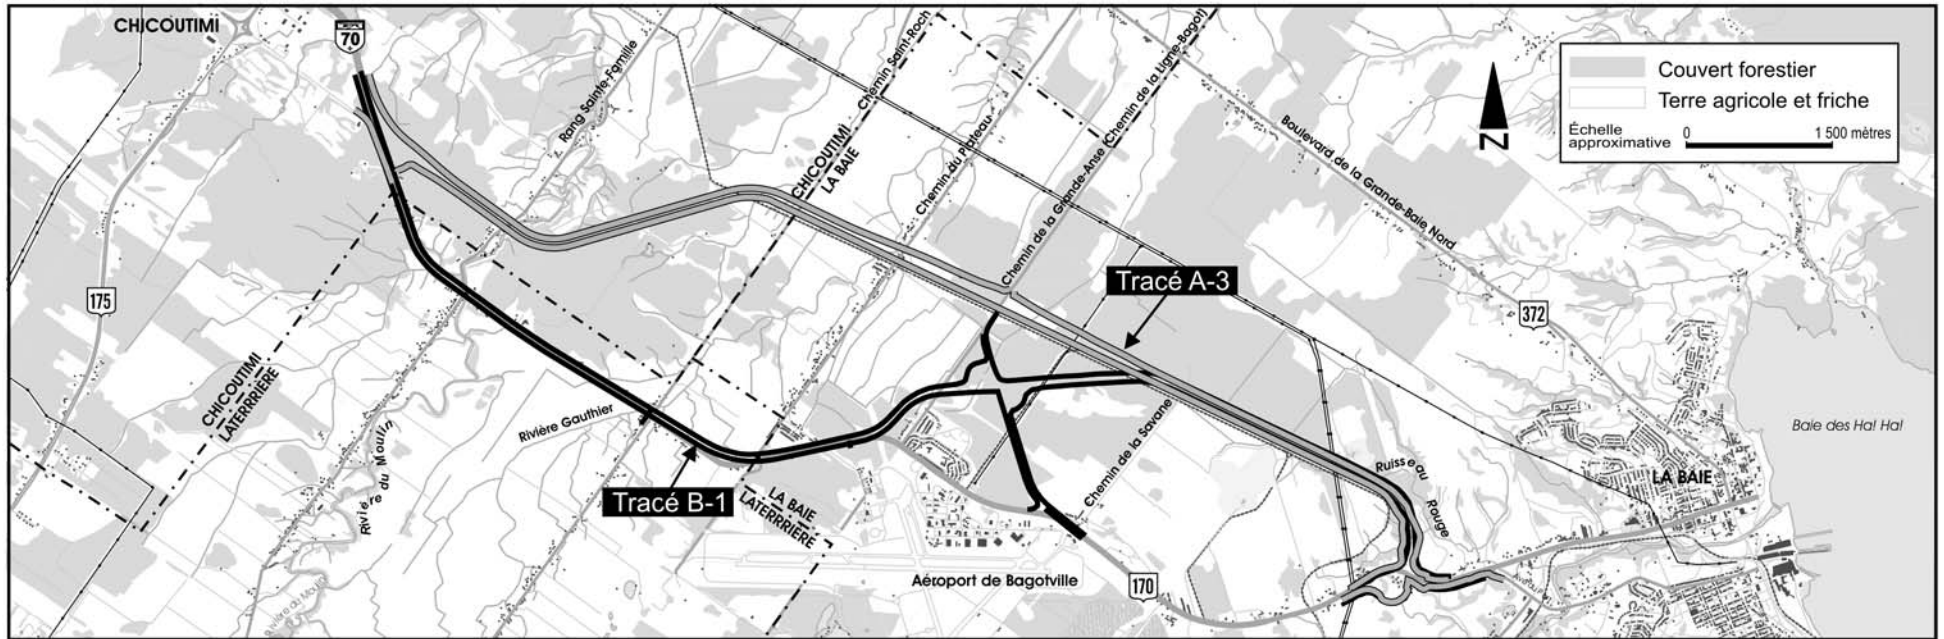 CHICOUTIMI
70
Rang Sainte-Famille
Chemin Saint-Roch
CHICOUTIMI
LA BAIE
Chemin du Plateau
Chemin de la Grande-Anse (Chemin de la Ligne-Bagot)
Boulevard de la Grande-Baie Nord
N
Couvert forestier
Terre agricole et friche
Échelle
approximative
0
1 500 mètres
175
Tracé A-3
372
CHICOUTIMI
LATERRRIÈRE
Rivière du Moulin
Rivière Gauthier
Tracé B-1
LA BAIE
LATERRRIÈRE
Chemin de la Savane
Ruisseau
Rouge
LA BAIE
Baie des Ha! Ha!
Aéroport de Bagotville
170
Rivière du Moulin